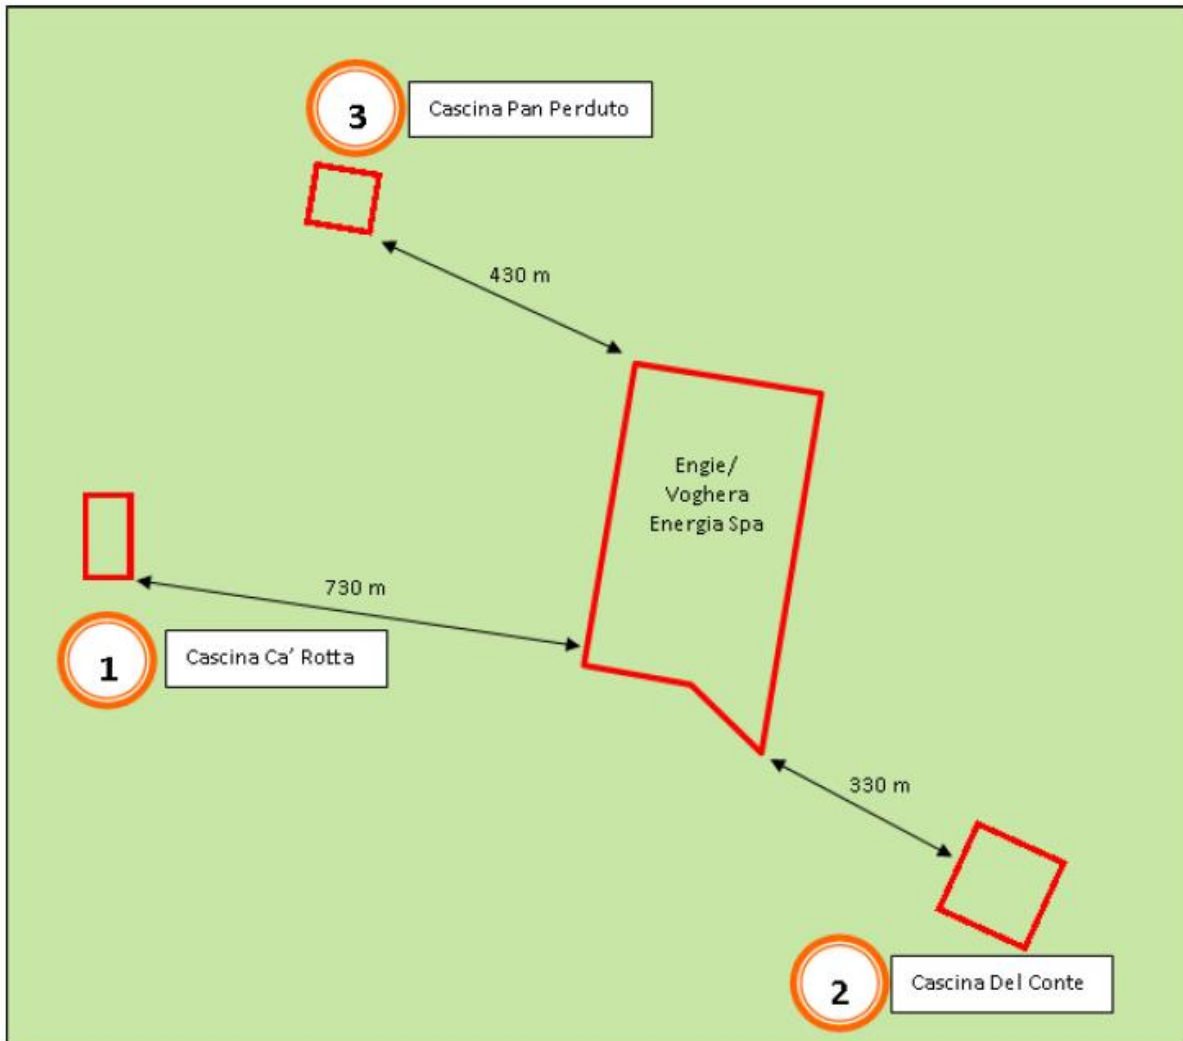 3
Cascina Pan Perduto
430 m
Engie/
Voghera
Energia Spa
730 m
1
Cascina Ca’ Rotta
330 m
2
Cascina Del Conte